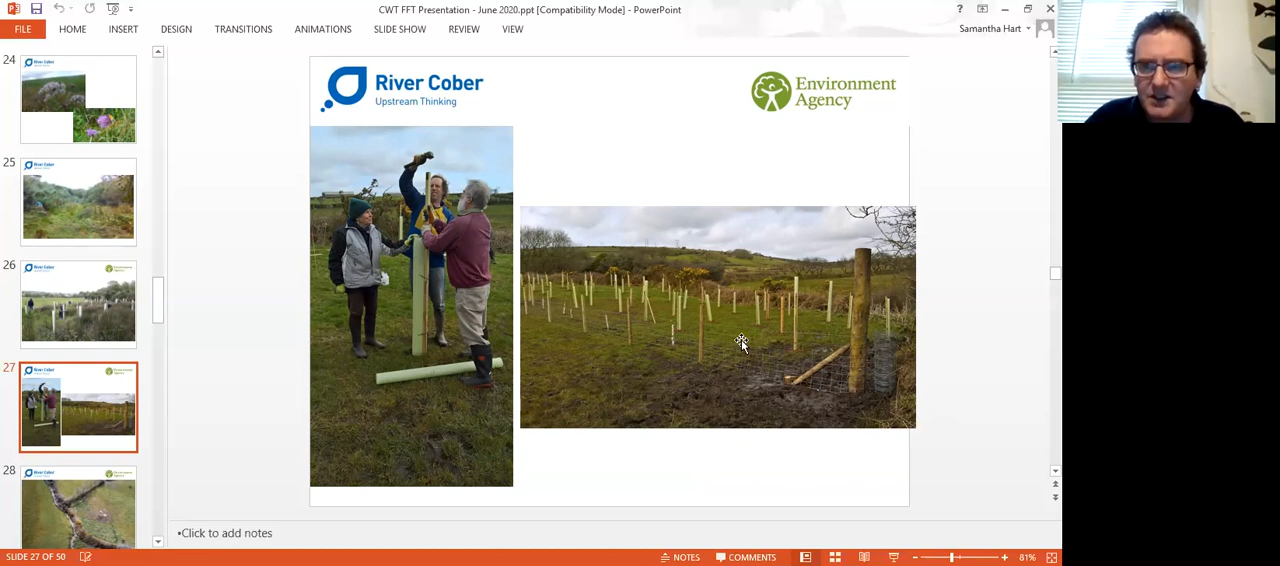 CWT FFT Presentation - June 2020.ppt [Compatibility Mode] - PowerPoint
FILE HOME INSERT DESIGN TRANSITIONS ANIMATIONS SLIDE SHOW REVIEW VIEW
Samantha Hart
24
25
26
27
28
River Cober
Upstream Thinking
Environment
Agency
•Click to add notes
SLIDE 27 OF 50
NOTES
COMMENTS
81%